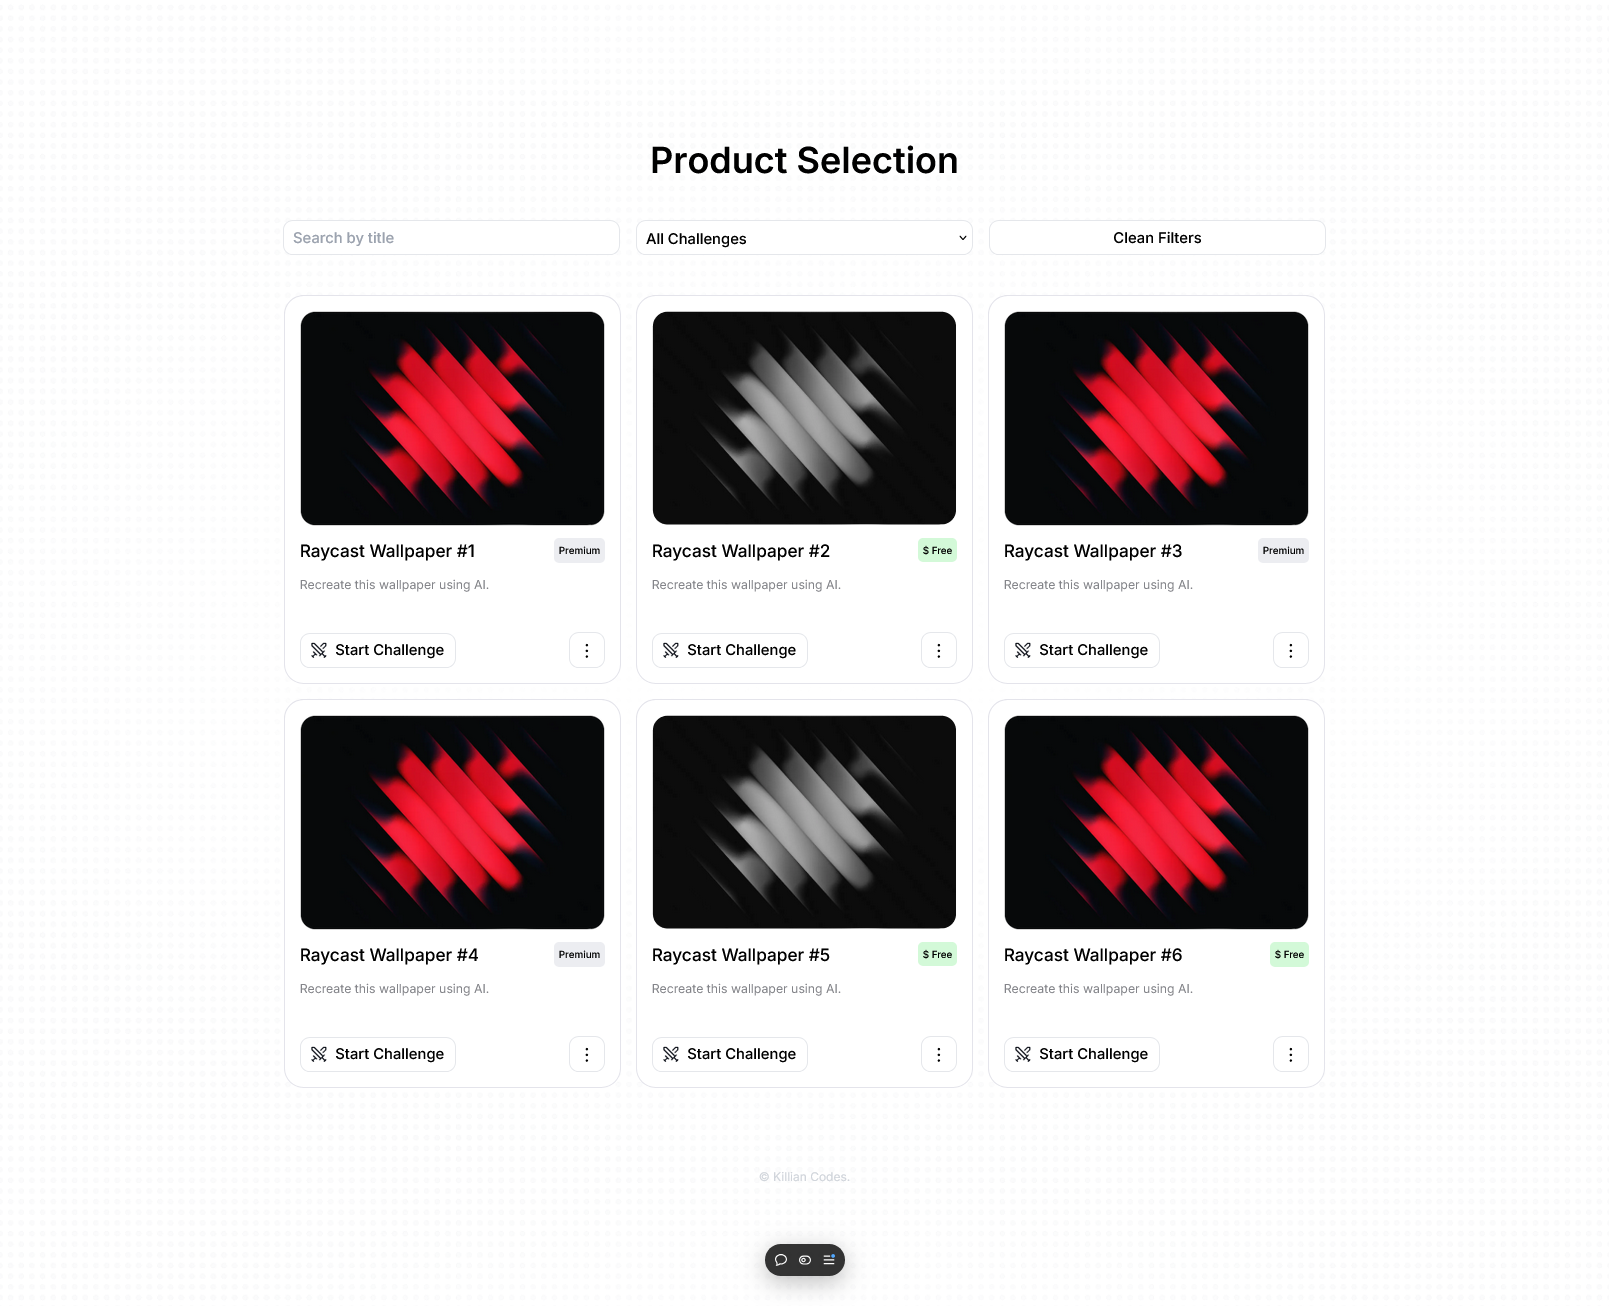 Product Selection
Search by title
All Challenges
Clean Filters
Raycast Wallpaper #1
Premium
Recreate this wallpaper using AI.
Start Challenge
Raycast Wallpaper #2
$ Free
Recreate this wallpaper using AI.
Start Challenge
Raycast Wallpaper #3
Premium
Recreate this wallpaper using AI.
Start Challenge
Raycast Wallpaper #4
Premium
Recreate this wallpaper using AI.
Start Challenge
Raycast Wallpaper #5
$ Free
Recreate this wallpaper using AI.
Start Challenge
Raycast Wallpaper #6
$ Free
Recreate this wallpaper using AI.
Start Challenge
© Killian Codes.